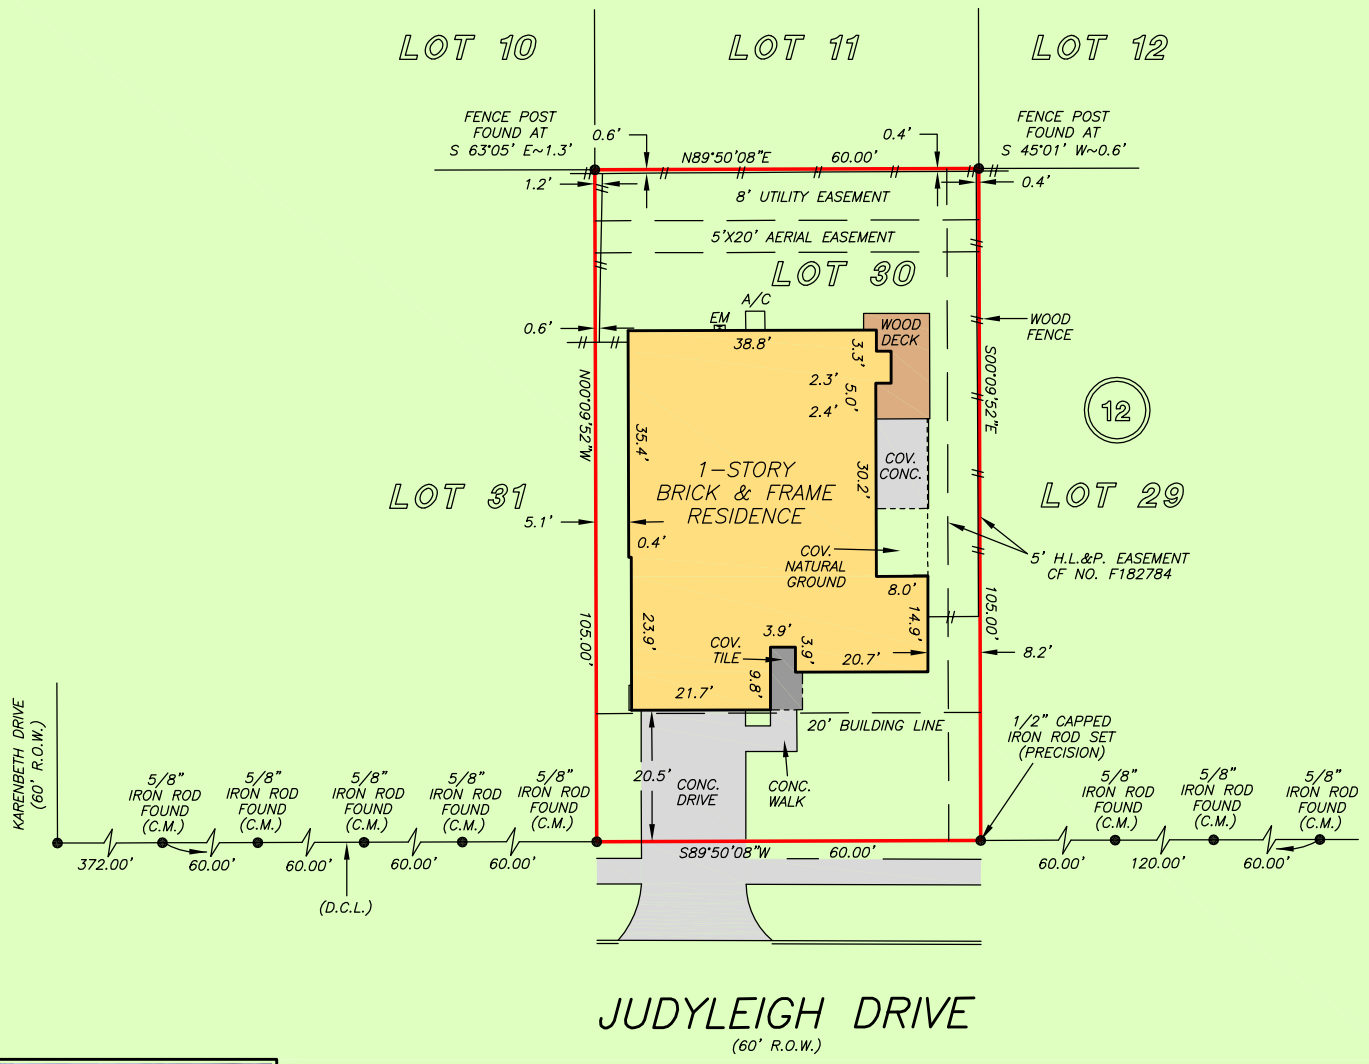 LOT 10
LOT 11
LOT 12
FENCE POST
FOUND AT
S 63°05' E~1.3'
0.6'
0.4'
FENCE POST
FOUND AT
S 45°01' W~0.6'
N89°50'08"E
60.00'
1.2'
0.4'
8' UTILITY EASEMENT
5'X20' AERIAL EASEMENT
LOT 30
A/C
EM
WOOD
DECK
WOOD
FENCE
0.6'
38.8'
3.3'
2.3'
5.0'
2.4'
N00°09'52"W
S00°09'52"E
12
35.4'
COV.
CONC.
30.2'
1-STORY
BRICK & FRAME
RESIDENCE
LOT 31
LOT 29
5.1'
0.4'
COV.
NATURAL
GROUND
5' H.L.&P. EASEMENT
CF NO. F182784
8.0'
105.00'
23.9'
14.9'
105.00'
3.9'
COV.
TILE
3.9'
20.7'
8.2'
9.8'
21.7'
20' BUILDING LINE
1/2" CAPPED
IRON ROD SET
(PRECISION)
KARENBETH DRIVE
(60' R.O.W.)
20.5'
CONC.
DRIVE
CONC.
WALK
5/8"
IRON ROD
FOUND
(C.M.)
5/8"
IRON ROD
FOUND
(C.M.)
5/8"
IRON ROD
FOUND
(C.M.)
5/8"
IRON ROD
FOUND
(C.M.)
5/8"
IRON ROD
FOUND
(C.M.)
5/8"
IRON ROD
FOUND
(C.M.)
5/8"
IRON ROD
FOUND
(C.M.)
5/8"
IRON ROD
FOUND
(C.M.)
372.00'
60.00'
60.00'
60.00'
60.00'
S89°50'08"W
60.00'
60.00'
120.00'
60.00'
(D.C.L.)
JUDYLEIGH DRIVE
(60' R.O.W.)